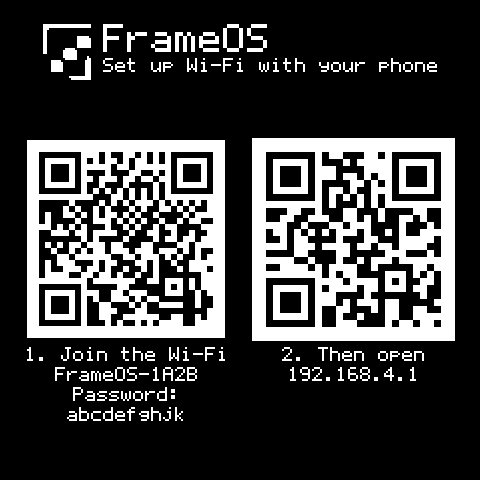 FrameOS
Set up Wi-Fi with your phone
1. Join the Wi-Fi
FrameOS-1A2B
Password:
abcdefghjk
2. Then open
192.168.4.1